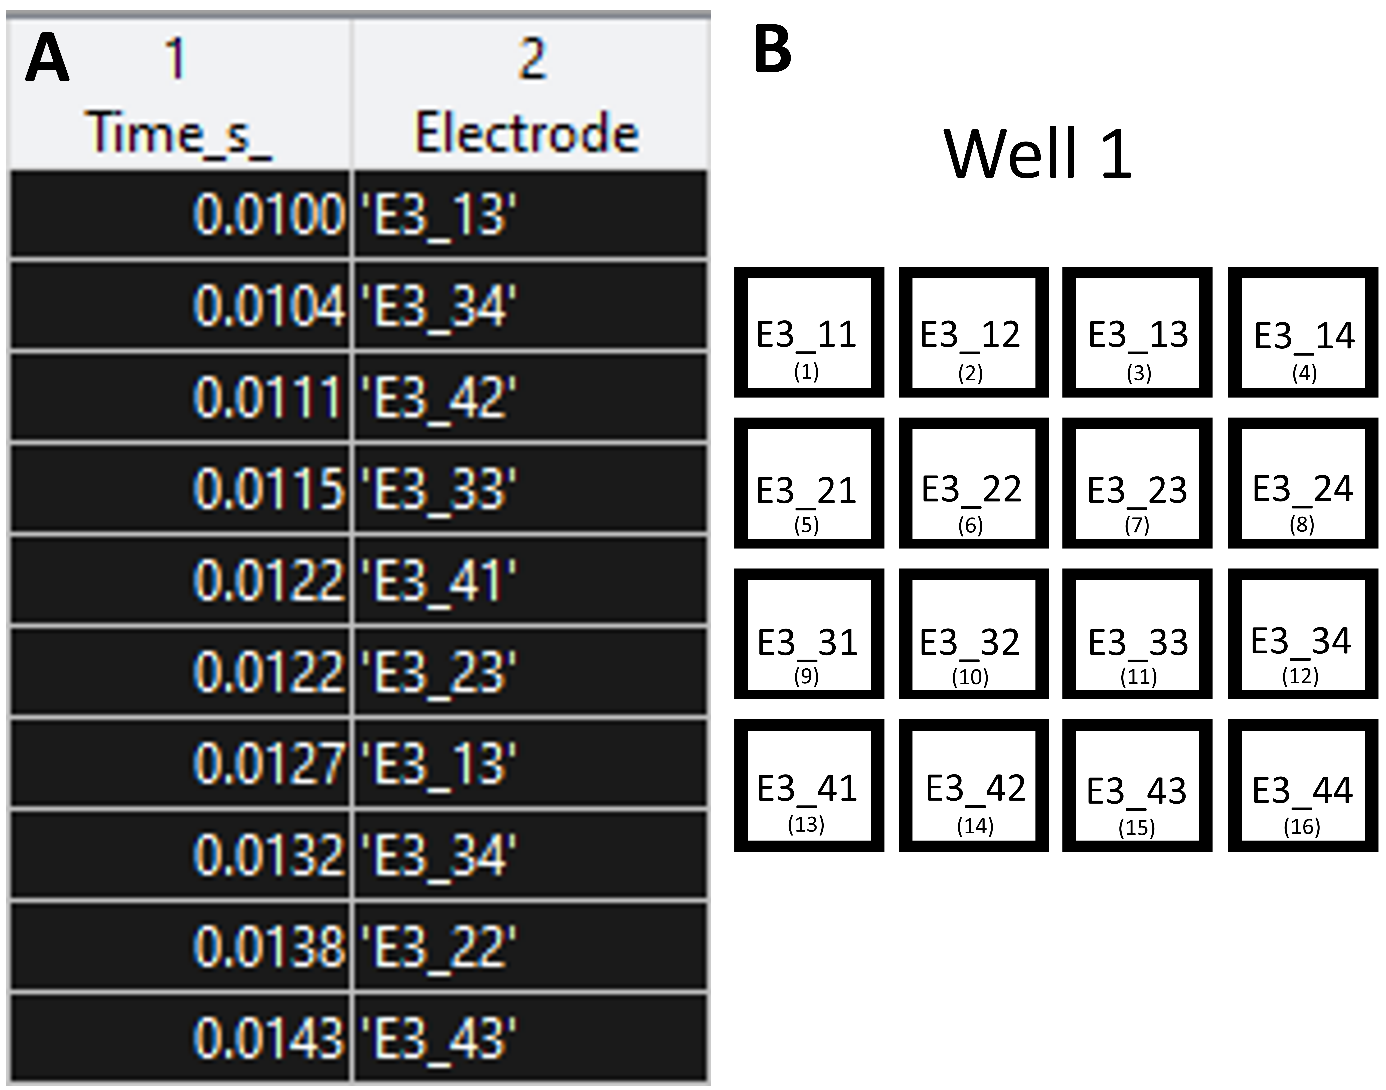 A
1 2
Time_s_ Electrode
0.0100 'E3_13'
0.0104 'E3_34'
0.0111 'E3_42'
0.0115 'E3_33'
0.0122 'E3_41'
0.0122 'E3_23'
0.0127 'E3_13'
0.0132 'E3_34'
0.0138 'E3_22'
0.0143 'E3_43'
B
Well 1
E3_11 E3_12 E3_13 E3_14
(1) (2) (3) (4)
E3_21 E3_22 E3_23 E3_24
(5) (6) (7) (8)
E3_31 E3_32 E3_33 E3_34
(9) (10) (11) (12)
E3_41 E3_42 E3_43 E3_44
(13) (14) (15) (16)